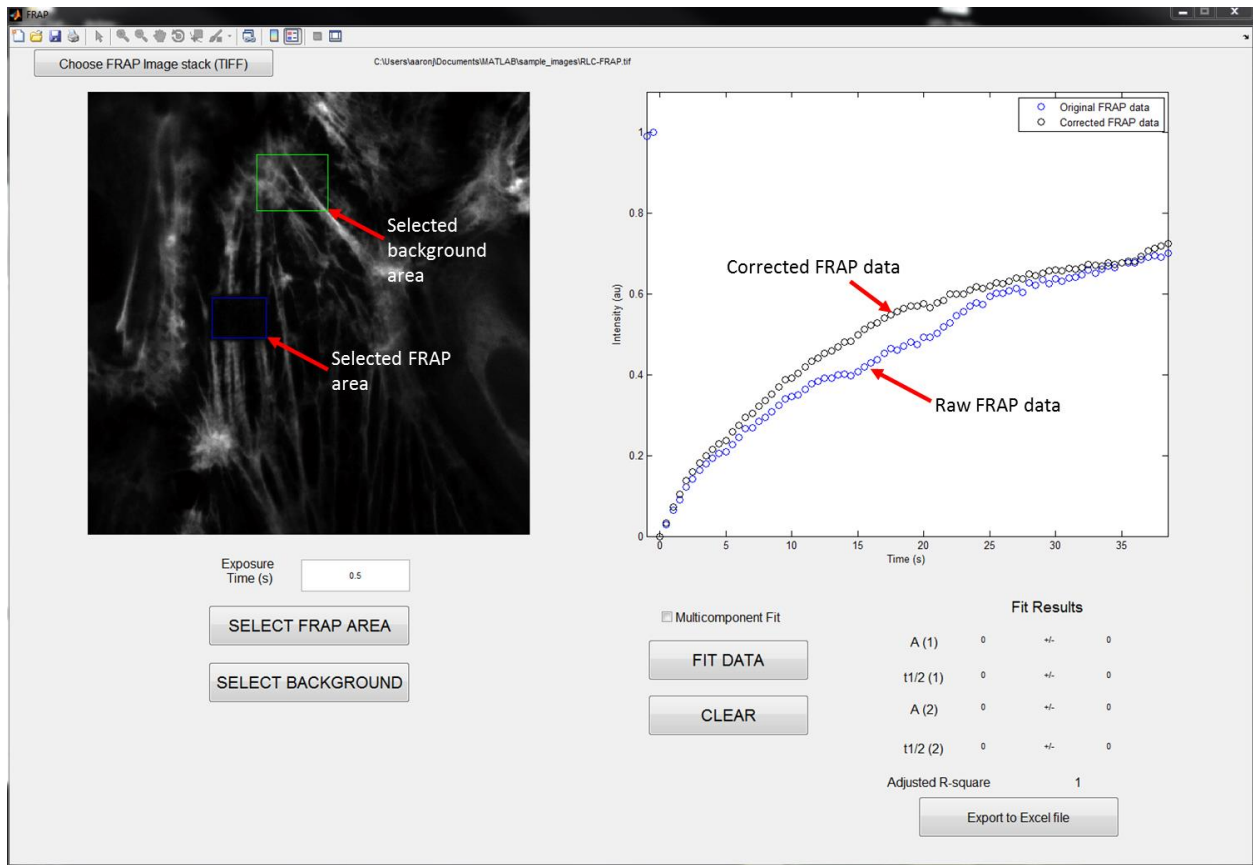 FRAP
Choose FRAP Image stack (TIFF)
C:\Users\aaronj\Documents\MATLAB\sample_images\RLC-FRAP.tif
Selected
background
area
Selected FRAP
area
Exposure
Time (s)
0.5
SELECT FRAP AREA
SELECT BACKGROUND
Original FRAP data
Corrected FRAP data
1
0.8
0.6
0.4
0.2
0
Intensity (au)
Corrected FRAP data
Raw FRAP data
0 5 10 15 20 25 30 35
Time (s)
Multicomponent Fit
FIT DATA
CLEAR
Fit Results
A (1) 0 +/- 0
t1/2 (1) 0 +/- 0
A (2) 0 +/- 0
t1/2 (2) 0 +/- 0
Adjusted R-square 1
Export to Excel file